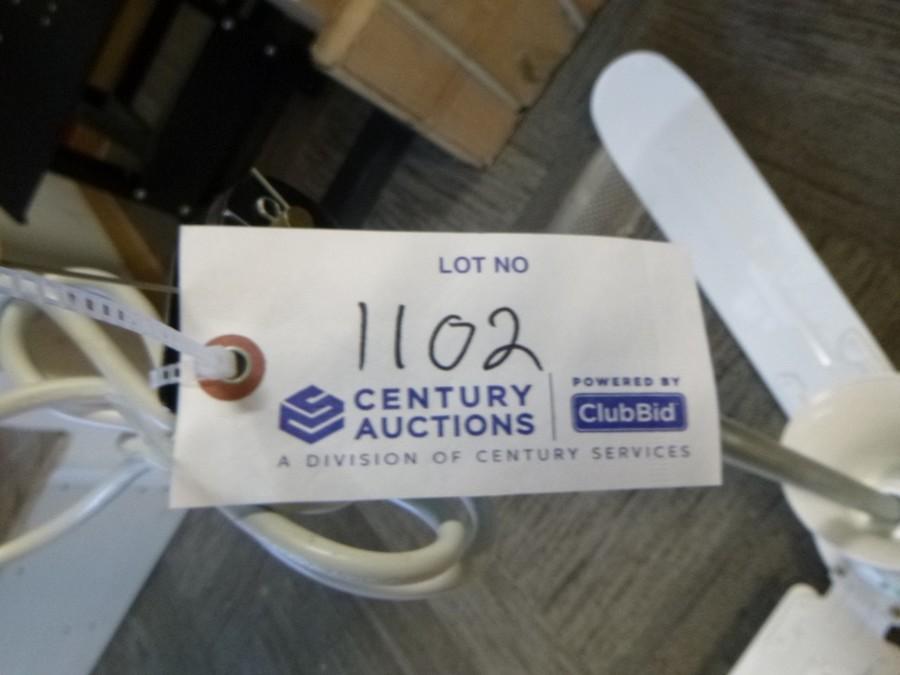 LOT NO
1102
CENTURY AUCTIONS
POWERED BY
ClubBid
A DIVISION OF CENTURY SERVICES